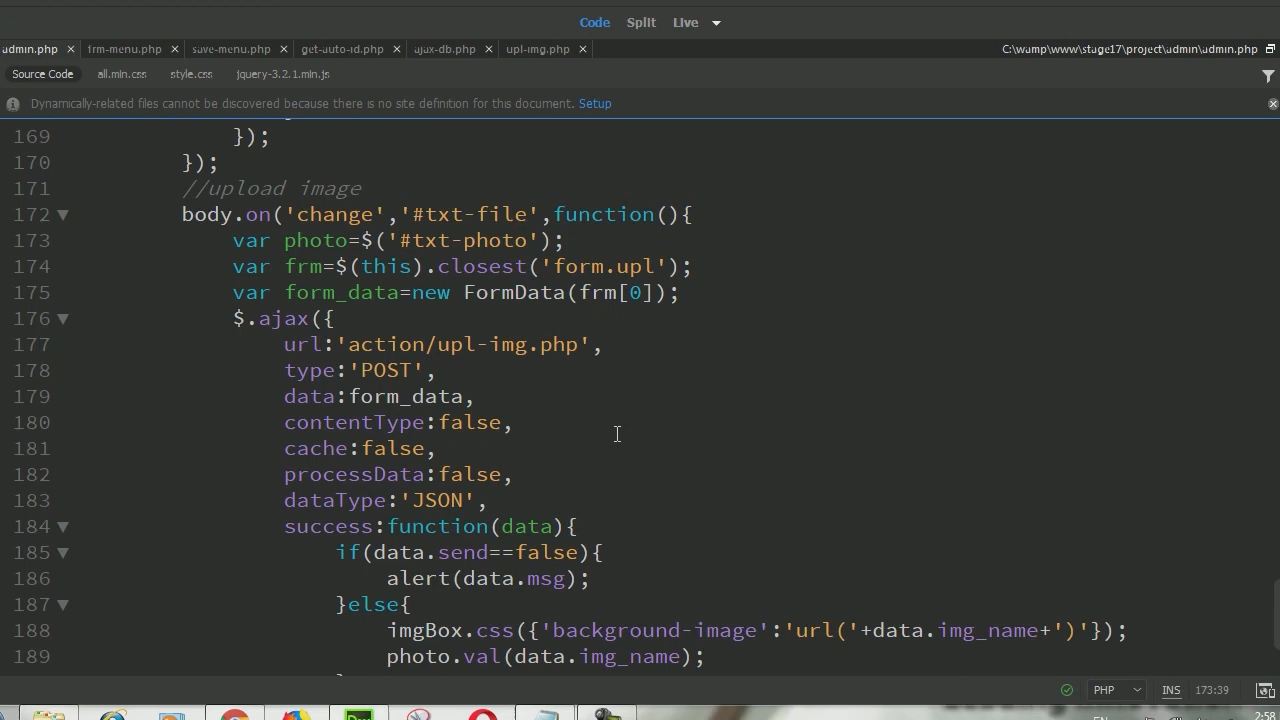 Code Split Live
admin.php × frm-menu.php × save-menu.php × get-auto-id.php × ajax-db.php × upl-img.php × C:\wamp\www\stage17\project\admin\admin.php
Source Code all.min.css style.css jquery-3.2.1.min.js
Dynamically-related files cannot be discovered because there is no site definition for this document. Setup
169 });
170 });
171 //upload image
172 body.on('change','#txt-file',function(){
173 var photo=$('#txt-photo');
174 var frm=$(this).closest('form.upl');
175 var form_data=new FormData(frm[0]);
176 $.ajax({
177 url:'action/upl-img.php',
178 type:'POST',
179 data:form_data,
180 contentType:false,
181 cache:false,
182 processData:false,
183 dataType:'JSON',
184 success:function(data){
185 if(data.send==false){
186 alert(data.msg);
187 }else{
188 imgBox.css({'background-image':'url('+data.img_name+')'});
189 photo.val(data.img_name);
PHP INS 173:39
EN 2:58